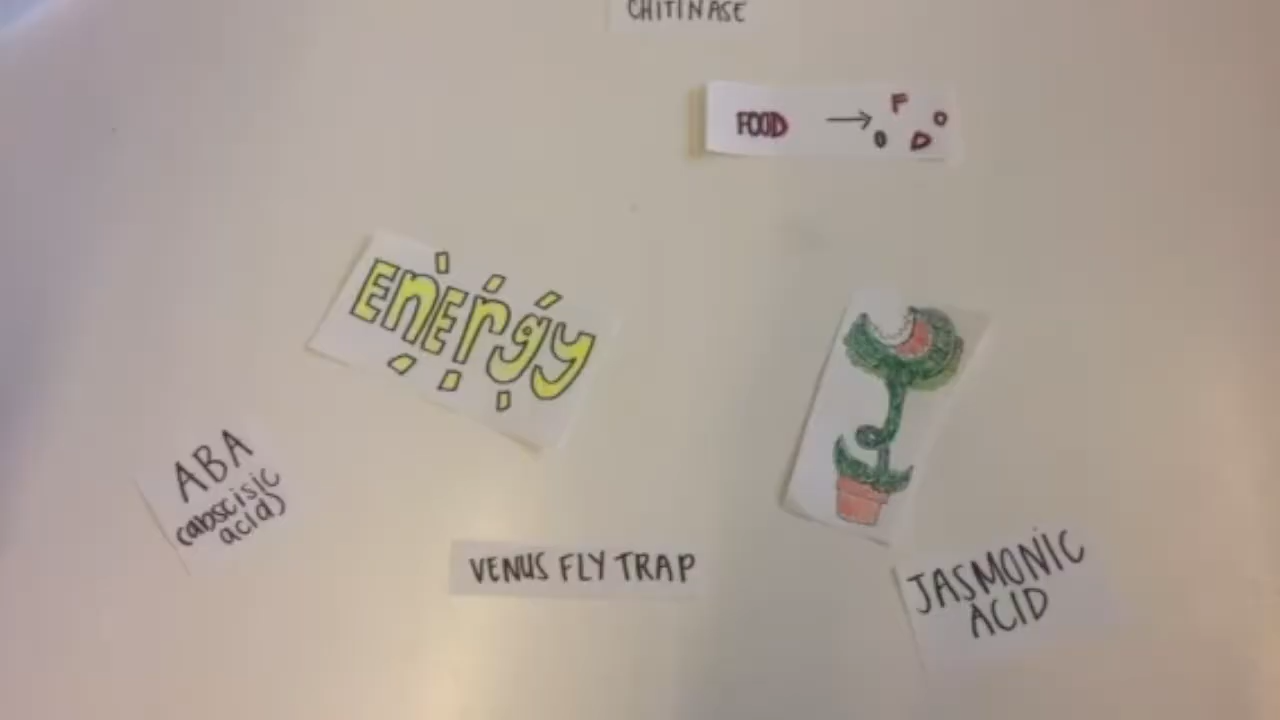 CHITINASE
FOOD → F O O D
EnErgy
ABA
(abscisic
acid)
VENUS FLY TRAP
JASMONIC
ACID